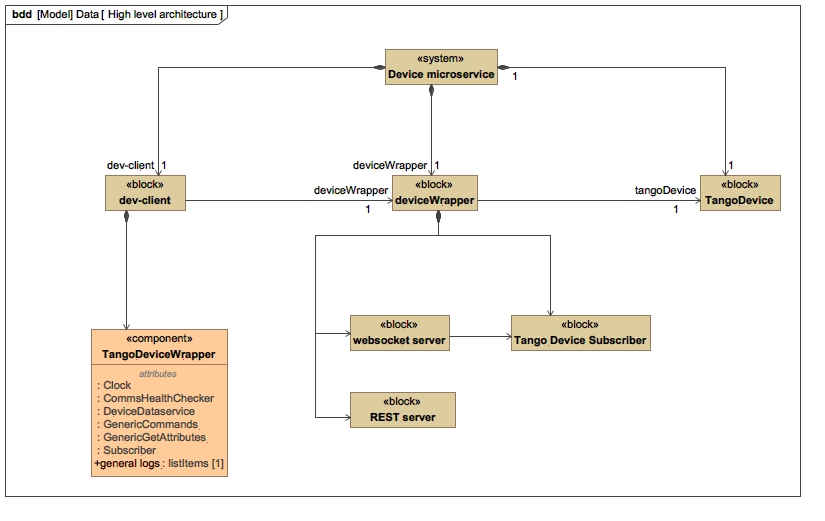 bdd [Model] Data [ High level architecture ]
«system»
Device microservice
1
dev-client 1
deviceWrapper 1
1
«block»
dev-client
deviceWrapper
1
«block»
deviceWrapper
tangoDevice
1
«block»
TangoDevice
«component»
TangoDeviceWrapper
attributes
: Clock
: CommsHealthChecker
: DeviceDataservice
: GenericCommands
: GenericGetAttributes
: Subscriber
+general logs : listItems [1]
«block»
websocket server
«block»
Tango Device Subscriber
«block»
REST server